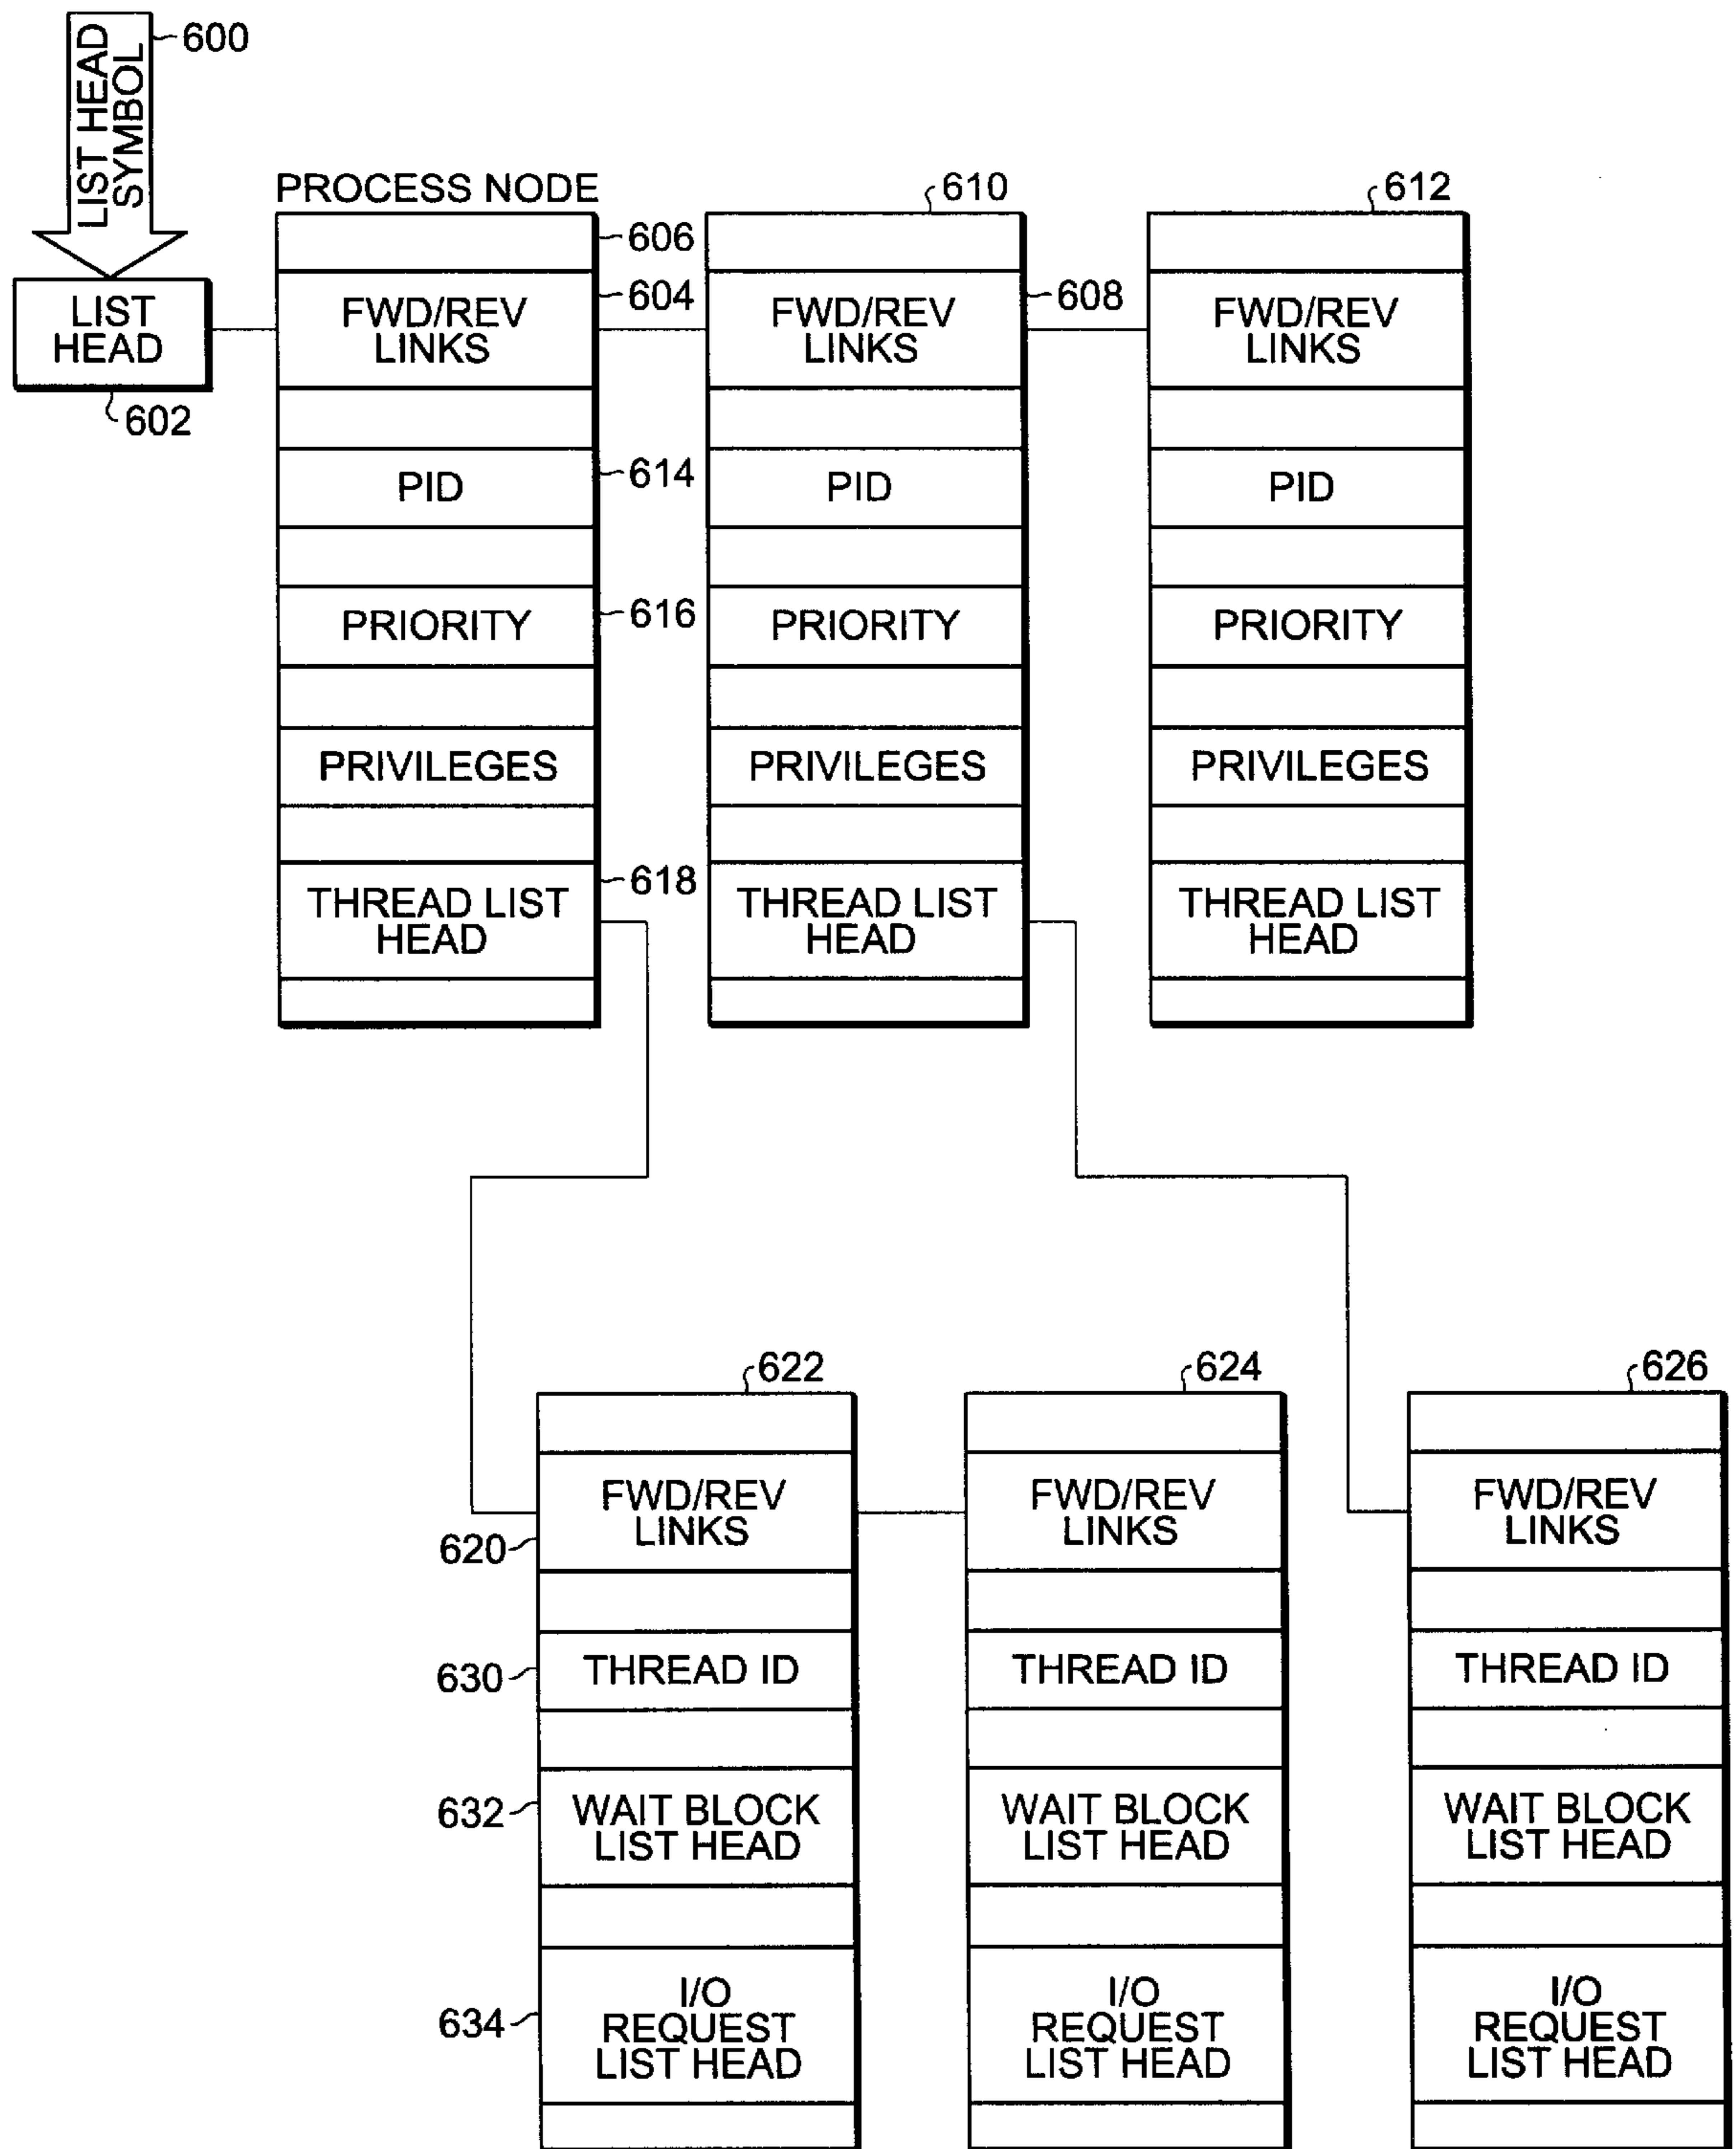 600
LIST HEAD
SYMBOL
PROCESS NODE
610
612
606
LIST
HEAD
602
FWD/REV
LINKS
604
FWD/REV
LINKS
608
FWD/REV
LINKS
PID
614
PID
PID
PRIORITY
616
PRIORITY
PRIORITY
PRIVILEGES
PRIVILEGES
PRIVILEGES
THREAD LIST
HEAD
618
THREAD LIST
HEAD
THREAD LIST
HEAD
622
624
626
FWD/REV
LINKS
620
FWD/REV
LINKS
FWD/REV
LINKS
630
THREAD ID
THREAD ID
THREAD ID
632
WAIT BLOCK
LIST HEAD
WAIT BLOCK
LIST HEAD
WAIT BLOCK
LIST HEAD
634
I/O
REQUEST
LIST HEAD
I/O
REQUEST
LIST HEAD
I/O
REQUEST
LIST HEAD